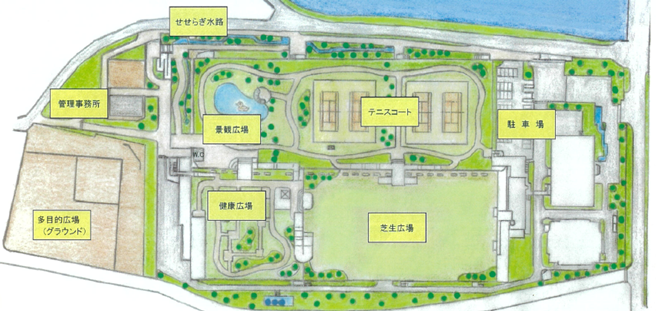 せせらぎ水路
管理事務所
景観広場
テニスコート
駐車場
W.C
健康広場
芝生広場
多目的広場
（グラウンド）